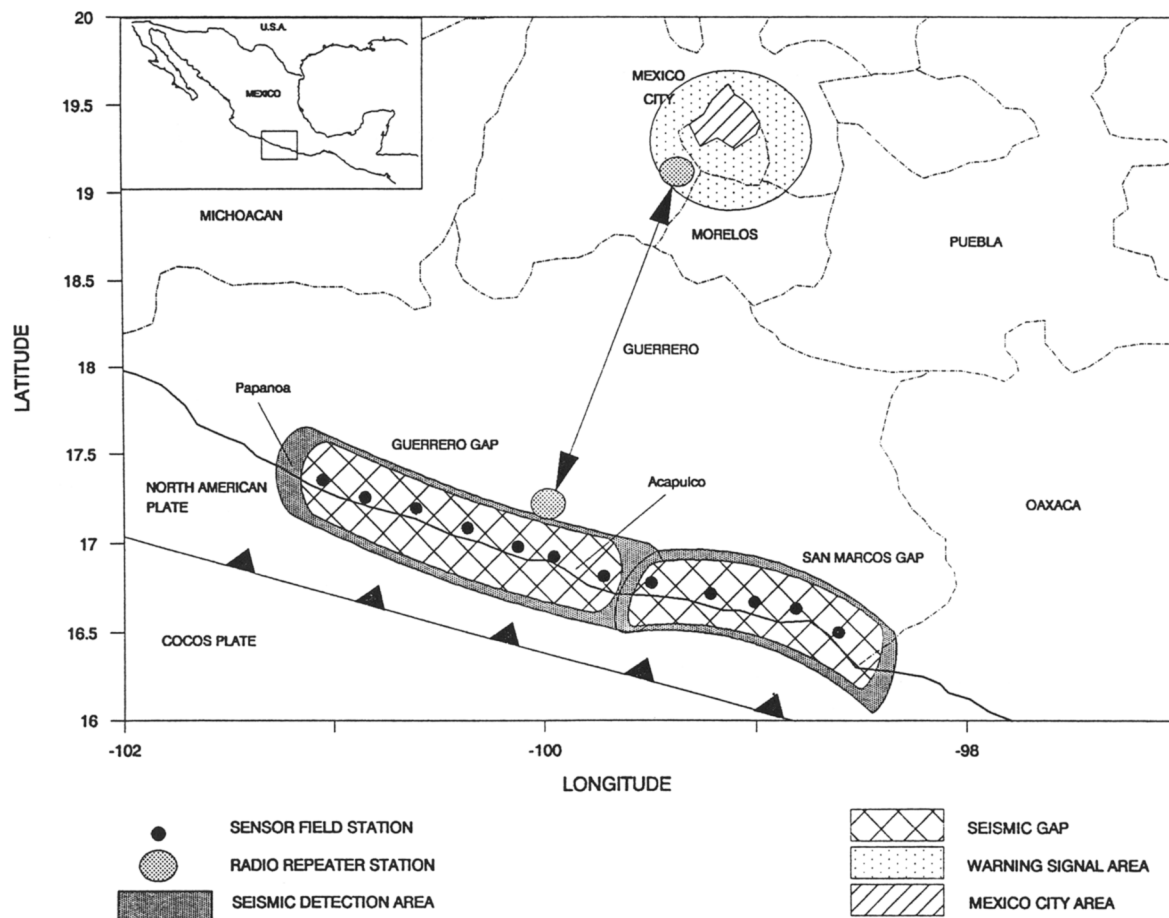 20
U.S.A.
MEXICO
19.5
MEXICO
CITY
19
MICHOACAN
MORELOS
PUEBLA
18.5
GUERRERO
18
Papanoa
17.5
GUERRERO GAP
Acapulco
NORTH AMERICAN
PLATE
OAXACA
17
SAN MARCOS GAP
16.5
COCOS PLATE
16
LATITUDE
-102
-100
-98
LONGITUDE
SENSOR FIELD STATION
RADIO REPEATER STATION
SEISMIC DETECTION AREA
SEISMIC GAP
WARNING SIGNAL AREA
MEXICO CITY AREA